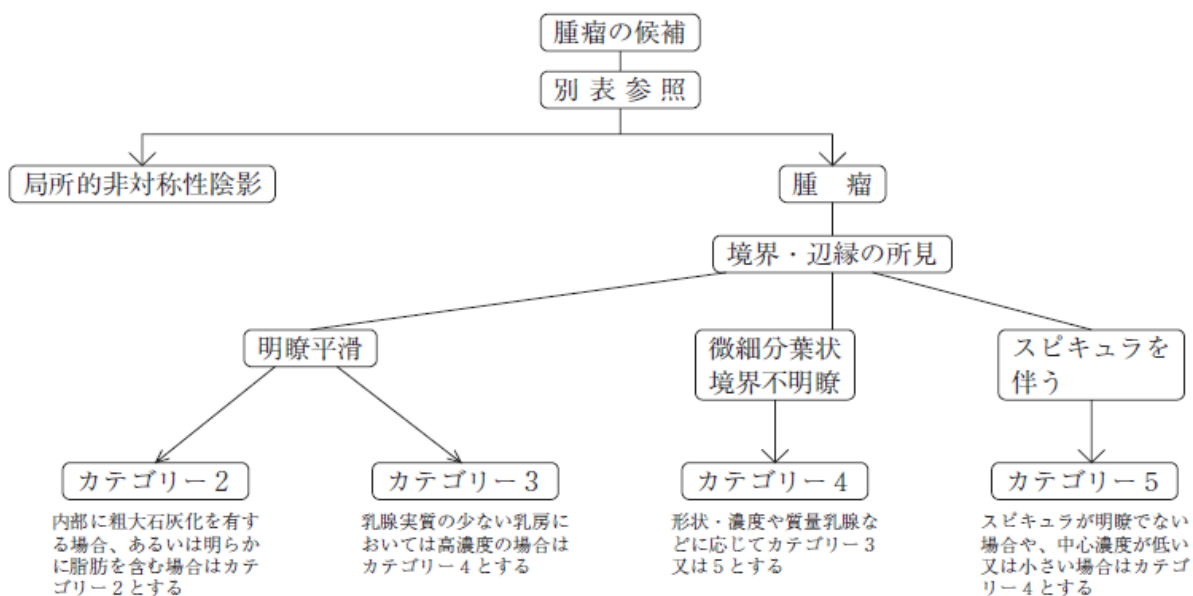 腫瘤の候補
別表参照
局所的非対称性陰影
腫　瘤
境界・辺縁の所見
明瞭平滑
微細分葉状
境界不明瞭
スピキュラを
伴う
カテゴリー２
カテゴリー３
カテゴリー４
カテゴリー５
内部に粗大石灰化を有す
る場合、あるいは明らか
に脂肪を含む場合はカテ
ゴリー２とする
乳腺実質の少ない乳房に
おいては高濃度の場合は
カテゴリー４とする
形状・濃度や質量乳腺な
どに応じてカテゴリー３
又は５とする
スピキュラが明瞭でない
場合や、中心濃度が低い
又は小さい場合はカテゴ
リー４とする